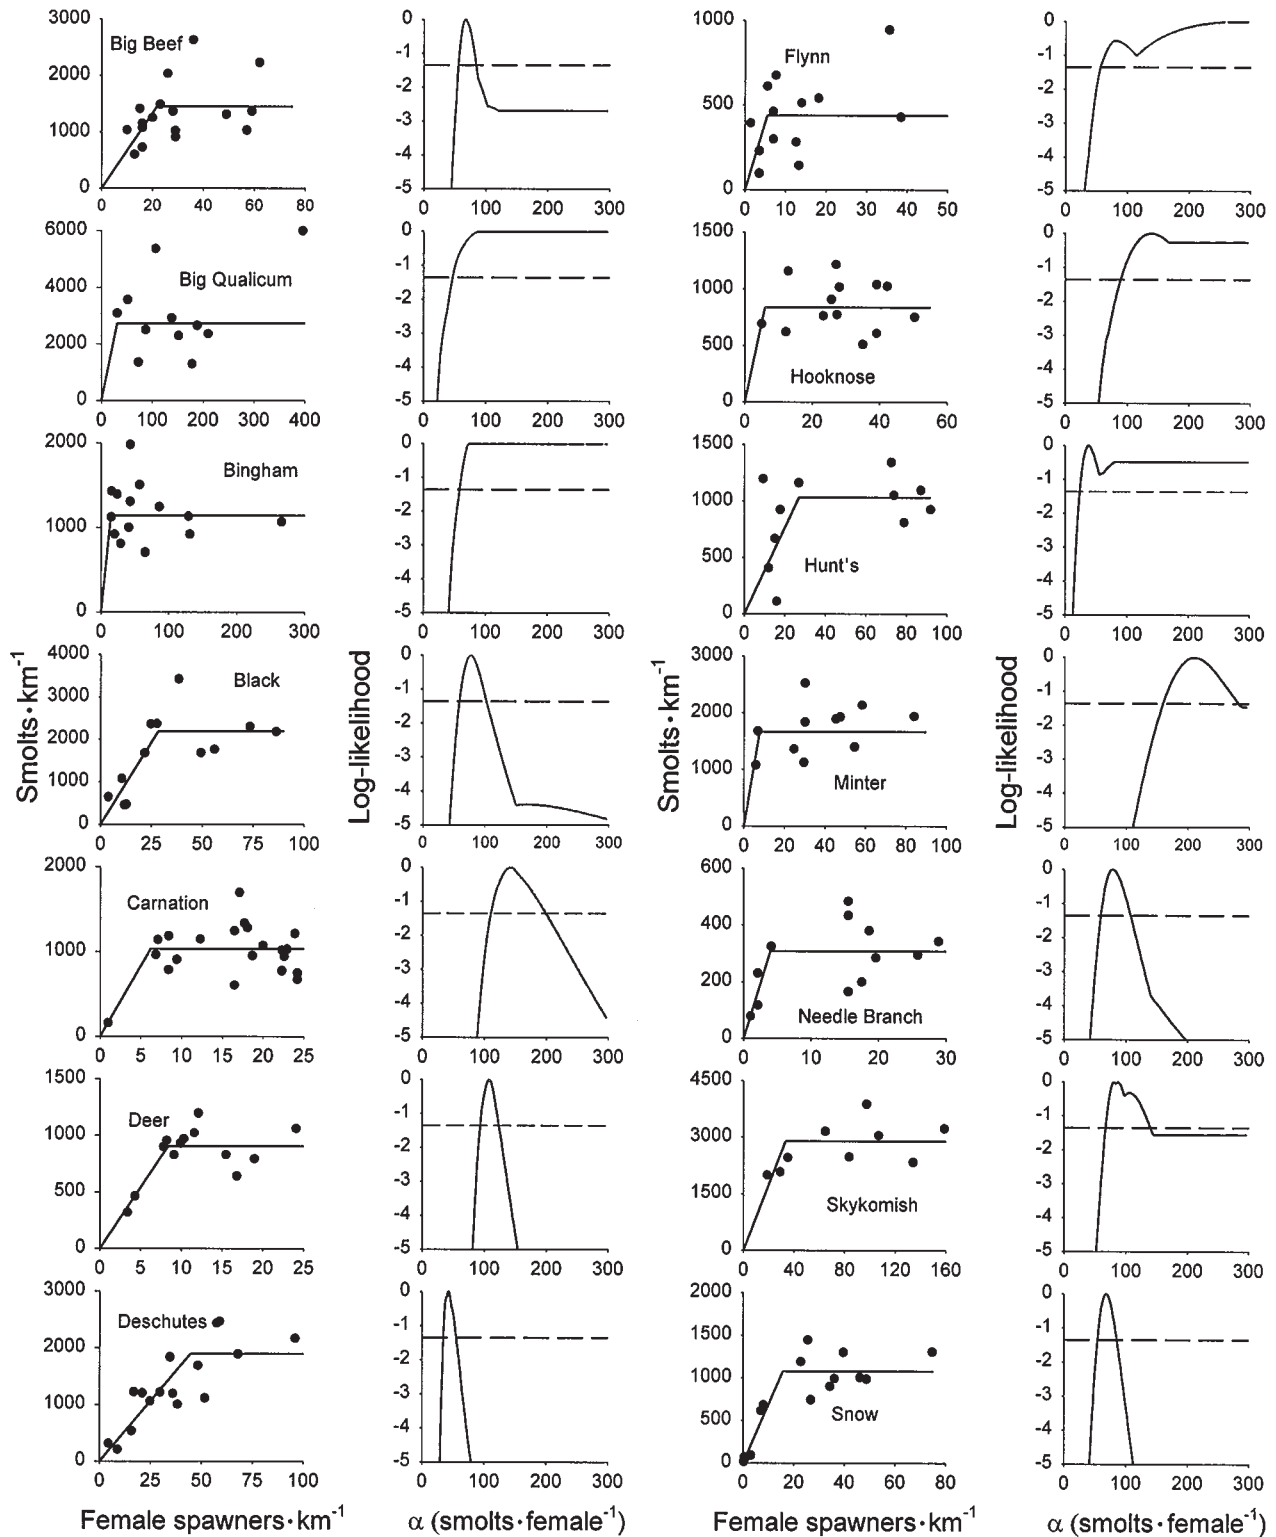 Big Beef
3000
2000
1000
0
0 20 40 60 80
0
-1
-2
-3
-4
-5
0 100 200 300
Flynn
1000
500
0
0 10 20 30 40 50
0
-1
-2
-3
-4
-5
0 100 200 300
Big Qualicum
6000
4000
2000
0
0 100 200 300 400
0
-1
-2
-3
-4
-5
0 100 200 300
Hooknose
1500
1000
500
0
0 20 40 60
0
-1
-2
-3
-4
-5
0 100 200 300
Bingham
2000
1000
0
0 100 200 300
0
-1
-2
-3
-4
-5
0 100 200 300
Hunt's
1500
1000
500
0
0 20 40 60 80 100
0
-1
-2
-3
-4
-5
0 100 200 300
Smolts·km⁻¹
Black
4000
3000
2000
1000
0
0 25 50 75 100
Log-likelihood
0
-1
-2
-3
-4
-5
0 100 200 300
Smolts·km⁻¹
Minter
3000
2000
1000
0
0 20 40 60 80 100
Log-likelihood
0
-1
-2
-3
-4
-5
0 100 200 300
Carnation
2000
1000
0
0 5 10 15 20 25
0
-1
-2
-3
-4
-5
0 100 200 300
Needle Branch
600
400
200
0
0 10 20 30
0
-1
-2
-3
-4
-5
0 100 200 300
Deer
1500
1000
500
0
0 5 10 15 20 25
0
-1
-2
-3
-4
-5
0 100 200 300
Skykomish
4500
3000
1500
0
0 40 80 120 160
0
-1
-2
-3
-4
-5
0 100 200 300
Deschutes
3000
2000
1000
0
0 25 50 75 100
0
-1
-2
-3
-4
-5
0 100 200 300
Snow
2000
1500
1000
500
0
0 20 40 60 80
0
-1
-2
-3
-4
-5
0 100 200 300
Female spawners·km⁻¹
α (smolts·female⁻¹)
Female spawners·km⁻¹
α (smolts·female⁻¹)